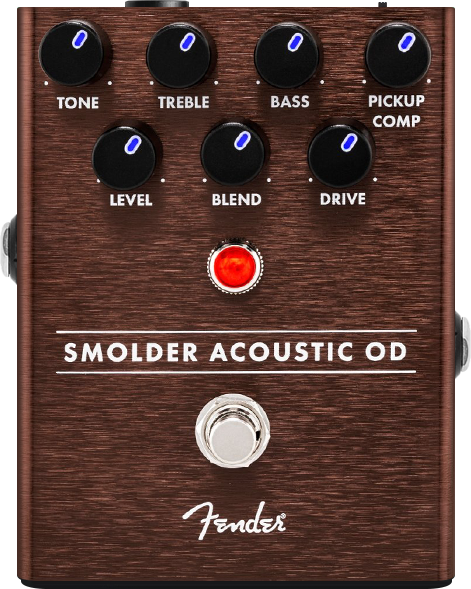 TONE TREBLE BASS PICKUP COMP
LEVEL BLEND DRIVE
SMOLDER ACOUSTIC OD
Fender®